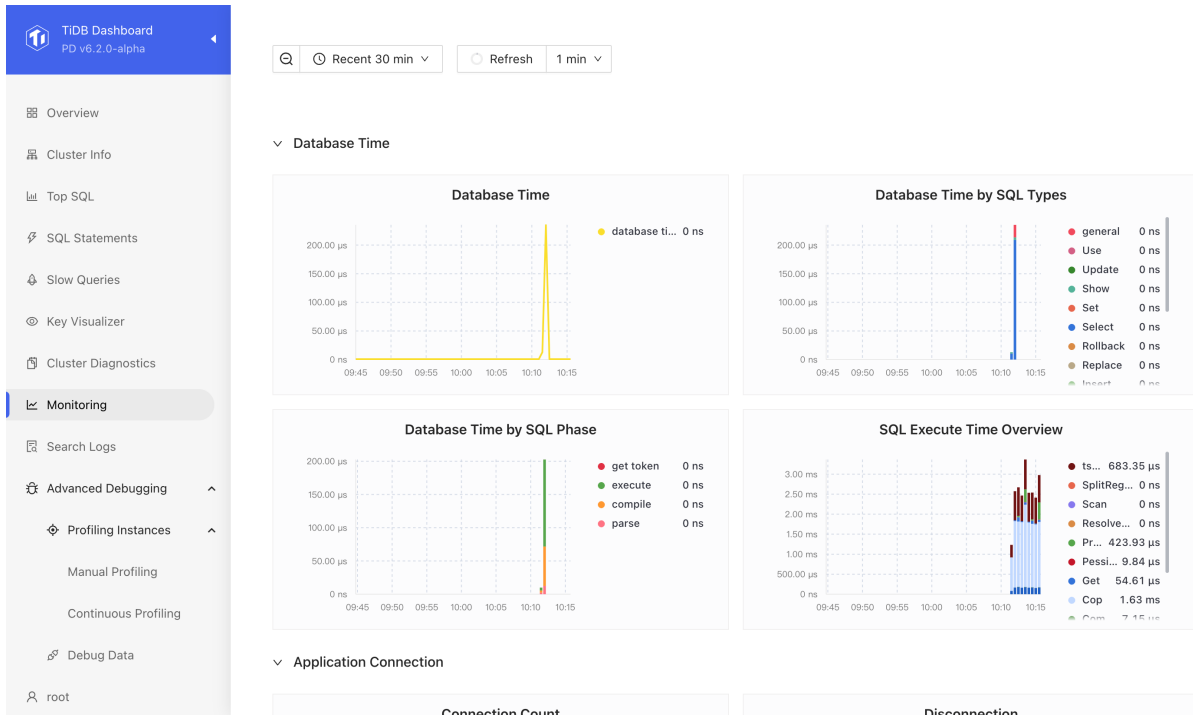 TiDB Dashboard
PD v6.2.0-alpha
Overview
Cluster Info
Top SQL
SQL Statements
Slow Queries
Key Visualizer
Cluster Diagnostics
Monitoring
Search Logs
Advanced Debugging
Profiling Instances
Manual Profiling
Continuous Profiling
Debug Data
root
Recent 30 min
Refresh
1 min
Database Time
Database Time
200.00 µs
150.00 µs
100.00 µs
50.00 µs
0 ns
09:45 09:50 09:55 10:00 10:05 10:10 10:15
database ti... 0 ns
Database Time by SQL Types
200.00 µs
150.00 µs
100.00 µs
50.00 µs
0 ns
09:45 09:50 09:55 10:00 10:05 10:10 10:15
general 0 ns
Use 0 ns
Update 0 ns
Show 0 ns
Set 0 ns
Select 0 ns
Rollback 0 ns
Replace 0 ns
Insert 0 ns
Database Time by SQL Phase
200.00 µs
150.00 µs
100.00 µs
50.00 µs
0 ns
09:45 09:50 09:55 10:00 10:05 10:10 10:15
get token 0 ns
execute 0 ns
compile 0 ns
parse 0 ns
SQL Execute Time Overview
3.00 ms
2.50 ms
2.00 ms
1.50 ms
1.00 ms
500.00 µs
0 ns
09:45 09:50 09:55 10:00 10:05 10:10 10:15
ts... 683.35 µs
SplitReg... 0 ns
Scan 0 ns
Resolve... 0 ns
Pr... 423.93 µs
Pessi... 9.84 µs
Get 54.61 µs
Cop 1.63 ms
Com 7.15 µs
Application Connection
Connection Count
Disconnection